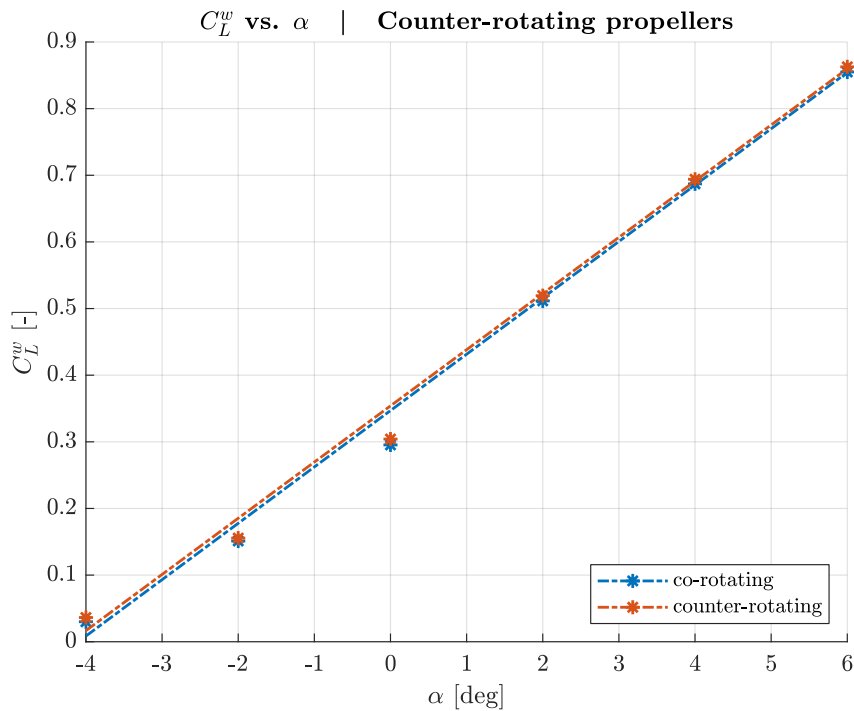 C_L^w vs. α | Counter-rotating propellers
0.9
0.8
0.7
0.6
0.5
0.4
0.3
0.2
0.1
0
C_L^w [-]
-4 -3 -2 -1 0 1 2 3 4 5 6
α [deg]
co-rotating
counter-rotating